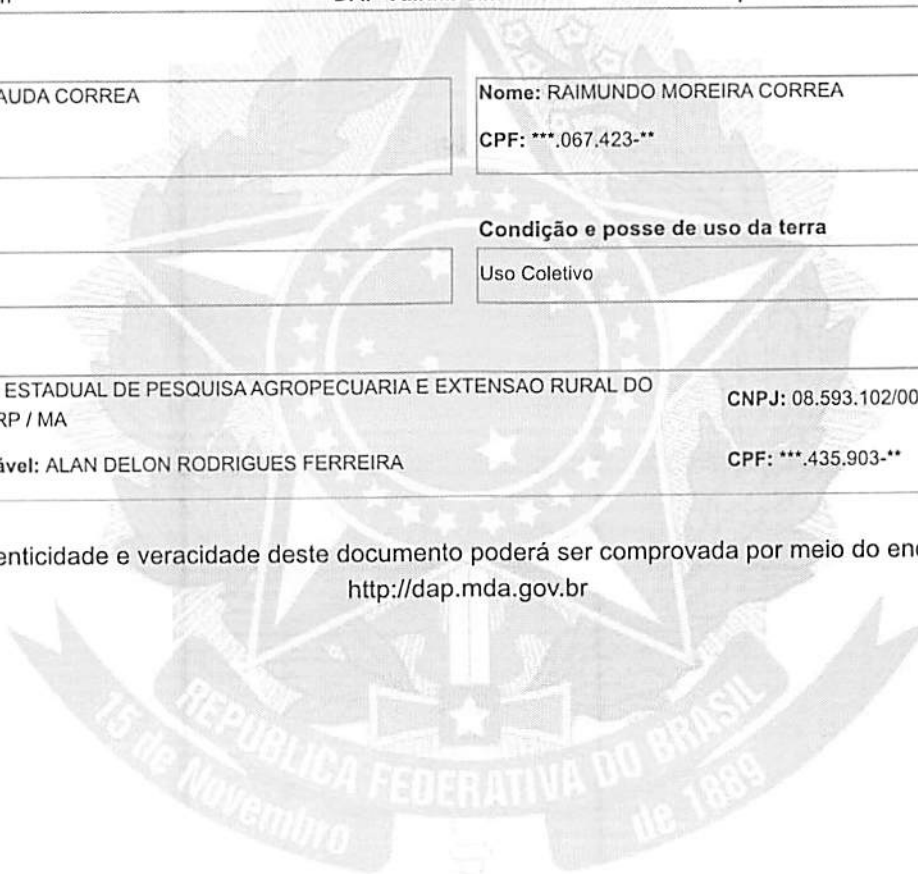 AUDA CORREA
Nome: RAIMUNDO MOREIRA CORREA
CPF: ***.067.423-**
Condição e posse de uso da terra
Uso Coletivo
ESTADUAL DE PESQUISA AGROPECUARIA E EXTENSAO RURAL DO
RP / MA
CNPJ: 08.593.102/00
ável: ALAN DELON RODRIGUES FERREIRA
CPF: ***.435.903-**
enticidade e veracidade deste documento poderá ser comprovada por meio do en
http://dap.mda.gov.br
REPÚBLICA FEDERATIVA DO BRASIL
15 de Novembro
de 1889